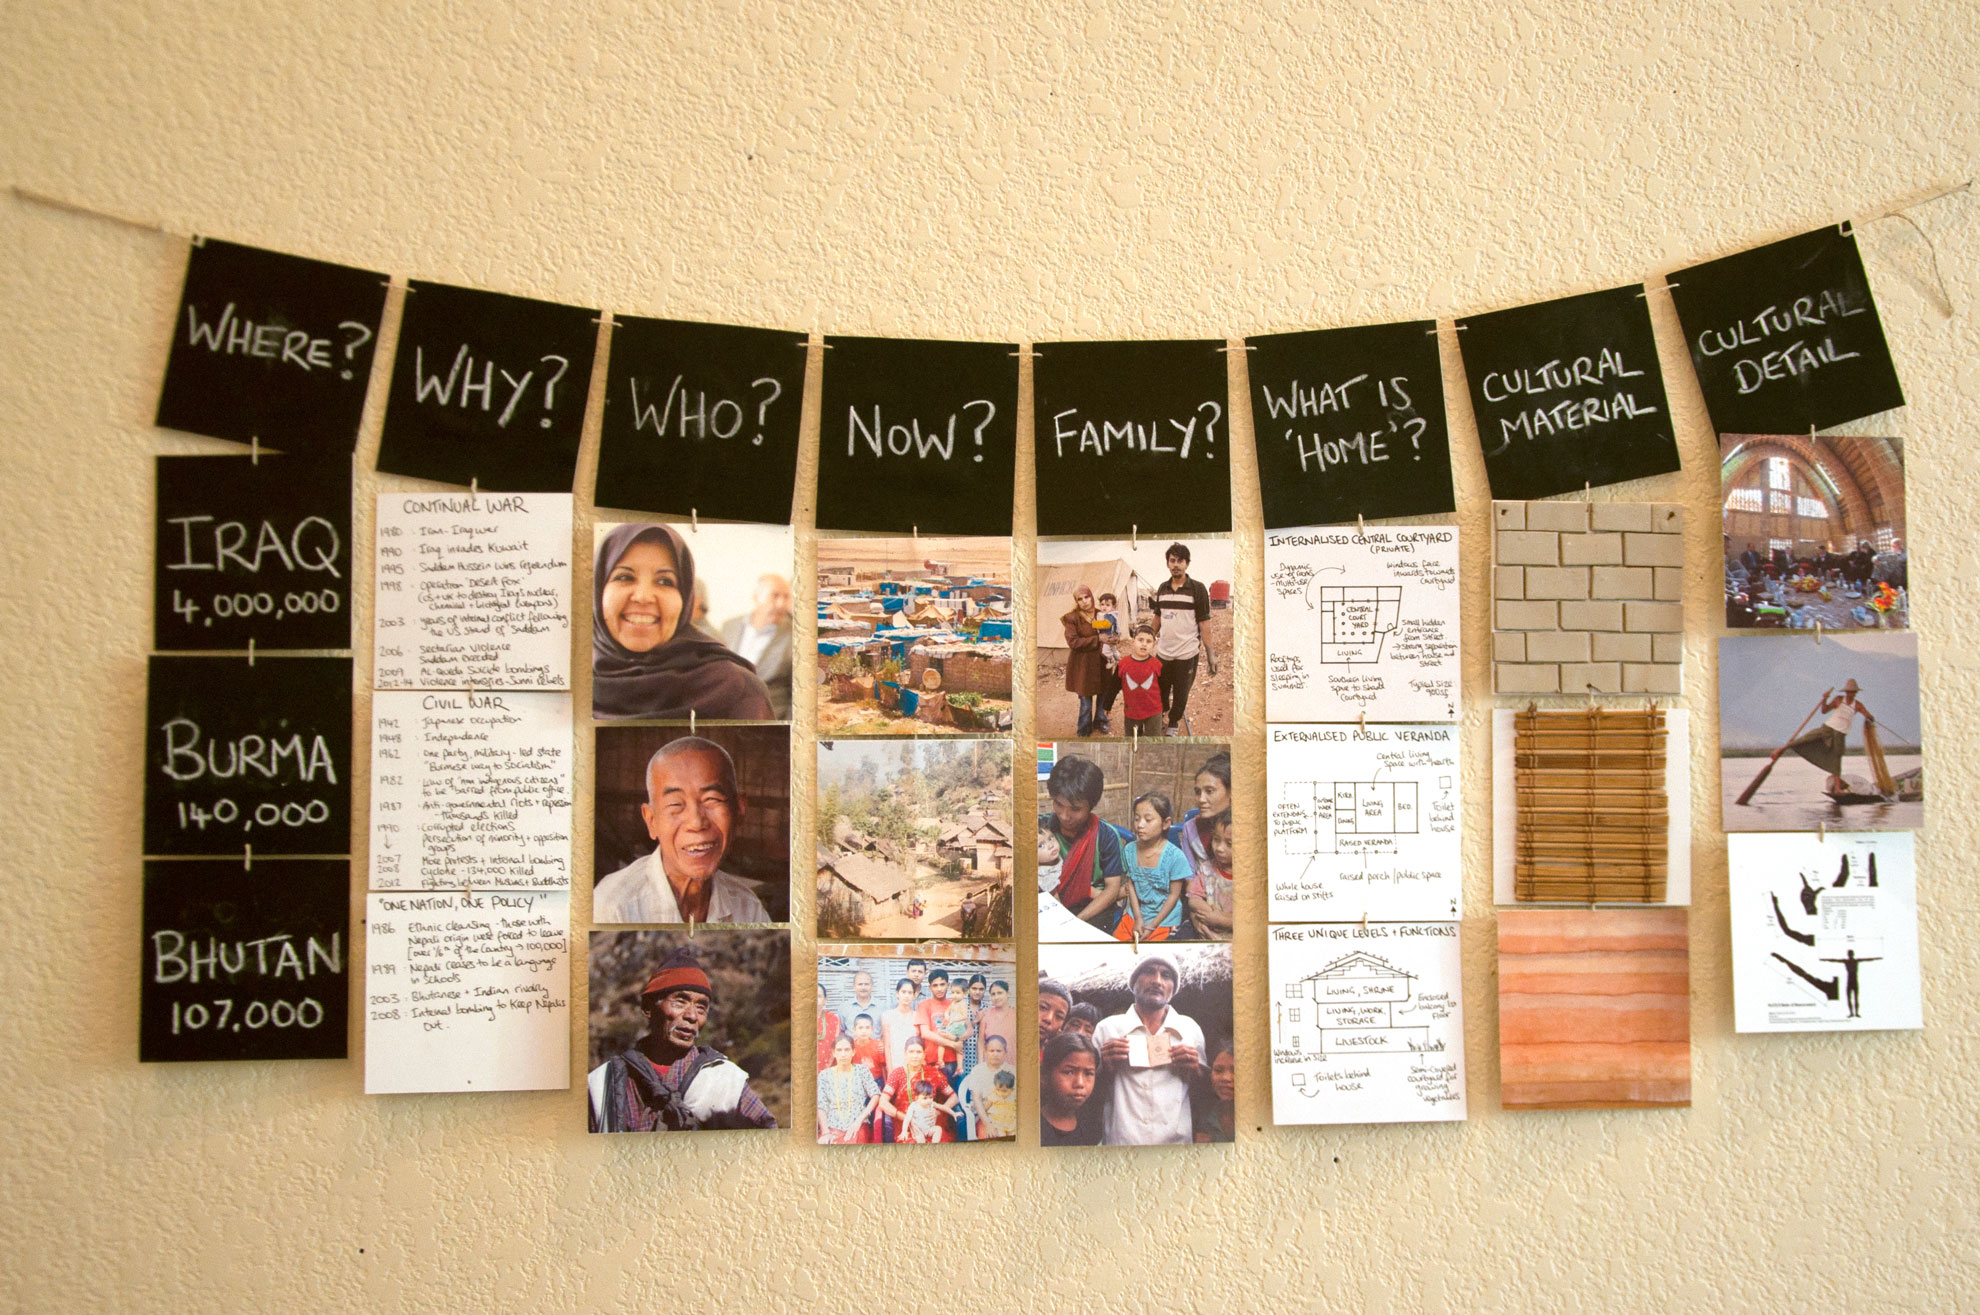 WHERE?
IRAQ
4,000,000
BURMA
140,000
BHUTAN
107,000
WHY?
CONTINUAL WAR
1980 : Iran-Iraq war
1990 : Iraq invades Kuwait
1995 : Saddam Hussein wins referendum
1998 : Operation 'Desert Fox'
(US + UK to destroy Iraq's nuclear,
chemical + biological weapons)
2003 : years of internal conflict following
the US stand of Saddam
2006 : Sectarian violence
Saddam executed
2009 : Al-Qaeda Suicide bombings
2012-14 Violence intensifies - Sunni rebels
CIVIL WAR
1942 : Japanese occupation
1948 : Independence
1962 : One party, military-led state
"Burmese way to socialism"
1982 : Law of "non indigenous citizens"
to be "barred from public office.
1987 : Anti-governmental riots + repression
- thousands killed
1990 : Corrupted elections
Persecution of minority + opposition
groups
2007 : More protests + internal bombing
2008 : Cyclone - 134,000 killed
2012 : Fighting between Muslims + Buddhists
"ONE NATION, ONE POLICY"
1986 : Ethnic cleansing - those with
Nepali origin were forced to leave
[over 1/6th of the country → 109,000]
1989 : Nepali ceases to be a language
in schools
2003 : Bhutanese + Indian rivalry
2008 : Internal bombing to keep Nepalis
out.
WHO?
NOW?
FAMILY?
WHAT IS
'HOME'?
INTERNALISED CENTRAL COURTYARD
(PRIVATE)
Dynamic
use of rooms
- multi-use
spaces
Windows face
inwards towards
courtyard
CENTRAL
COURT
YARD
LIVING
Small hidden
entrance
from street.
→ strong separation
between house and
street
Rooftops
used for
sleeping in
summer.
Southern living
space to shade
courtyard
Typical size:
N
EXTERNALISED PUBLIC VERANDA
Central living
space with hearth
OFTEN
EXTENDING
TO PUBLIC
PLATFORM
LIVING
AREA
BED.
DINING
RAISED VERANDA
Toilet
behind
house
Whole house
raised on stilts
Raised porch/public space
N
THREE UNIQUE LEVELS + FUNCTIONS
LIVING, SHRINE
LIVING, WORK,
STORAGE
LIVESTOCK
Enclosed
balcony 1st
floor
Windows
increase in size
Toilets behind
house
Semi-covered
courtyard for
growing
vegetables
CULTURAL
MATERIAL
CULTURAL
DETAIL